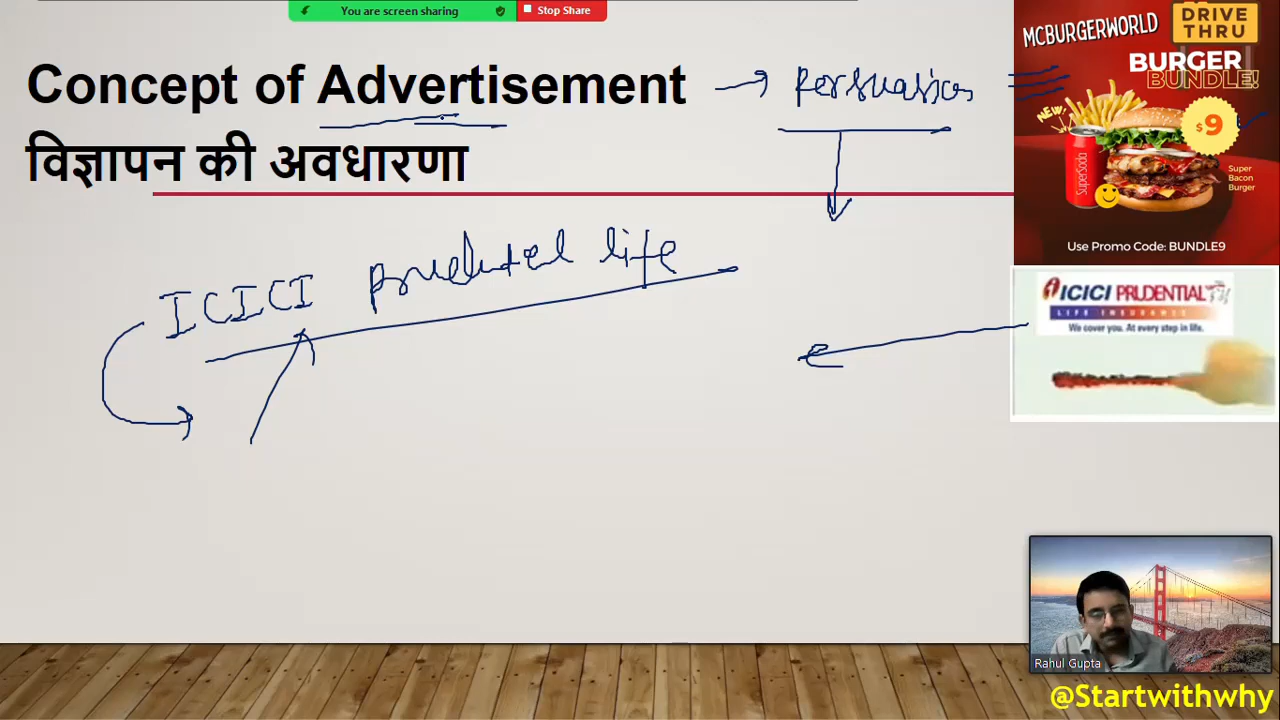 You are screen sharing
Stop Share
Concept of Advertisement
विज्ञापन की अवधारणा
Persuasion
ICICI prudential life
MCBURGERWORLD
DRIVE THRU
BURGER
BUNDLE!
NEW!
$9
SuperSoda
Super
Bacon
Burger
Use Promo Code: BUNDLE9
ICICI PRUDENTIAL
LIFE INSURANCE
We cover you. At every step in life.
Rahul Gupta
@Startwithwhy